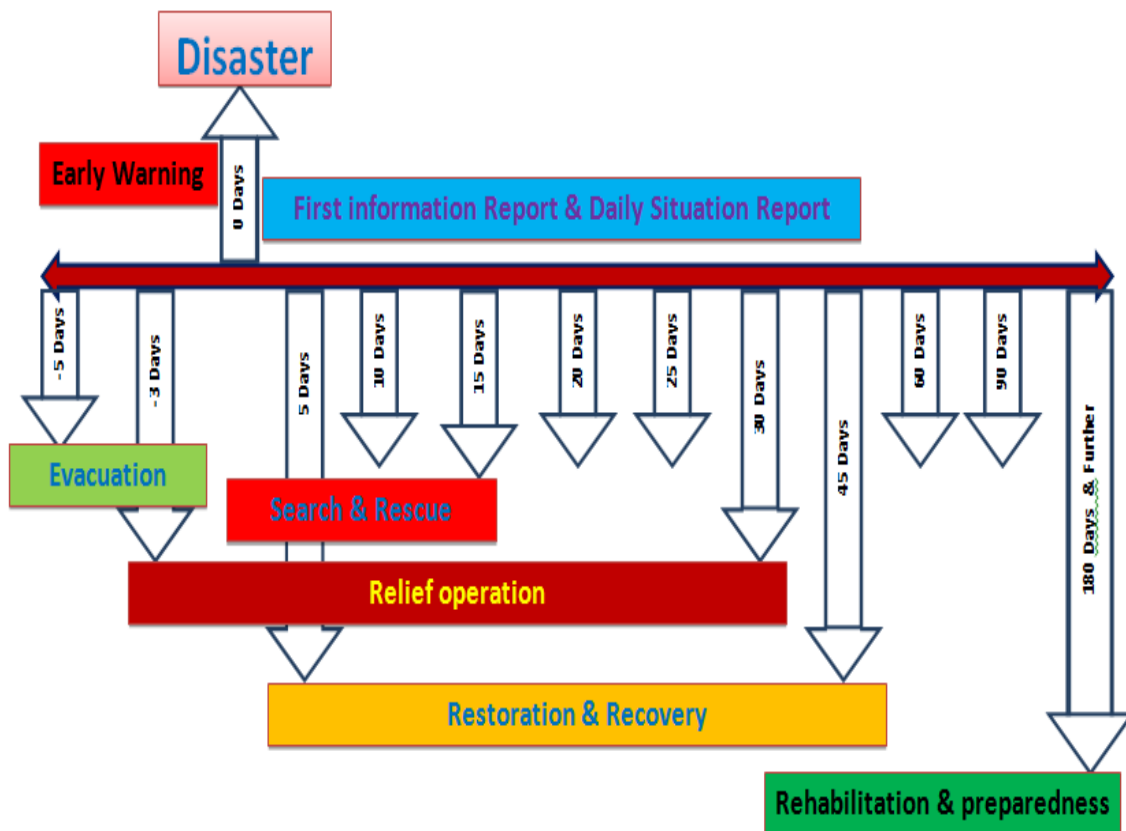 Disaster
Early Warning
0 Days
First information Report & Daily Situation Report
-5 Days
-3 Days
5 Days
10 Days
15 Days
20 Days
25 Days
30 Days
45 Days
60 Days
90 Days
180 Days & Further
Evacuation
Search & Rescue
Relief operation
Restoration & Recovery
Rehabilitation & preparedness